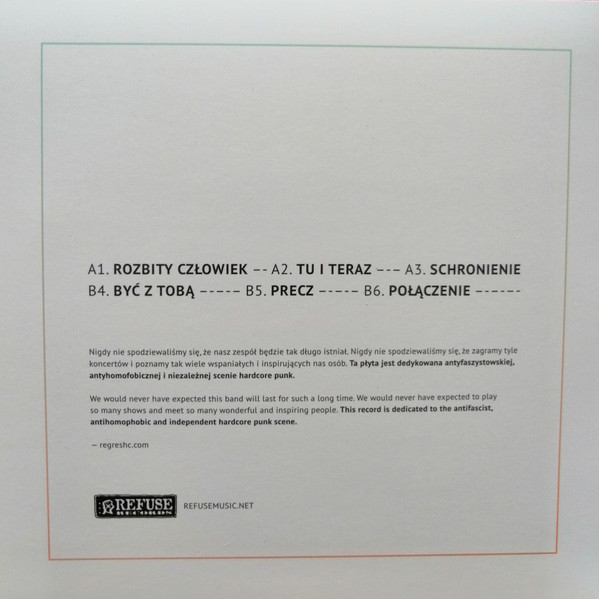 A1. ROZBITY CZŁOWIEK –-- A2. TU I TERAZ –--– A3. SCHRONIENIE
B4. BYĆ Z TOBĄ –-–-– B5. PRECZ –-–-– B6. POŁĄCZENIE –-–-–-
Nigdy nie spodziewaliśmy się, że nasz zespół będzie tak długo istniał. Nigdy nie spodziewaliśmy się, że zagramy tyle
koncertów i poznamy tak wiele wspaniałych i inspirujących nas osób. Ta płyta jest dedykowana antyfaszystowskiej,
antyhomofobicznej i niezależnej scenie hardcore punk.
We would never have expected this band will last for such a long time. We would never have expected to play
so many shows and meet so many wonderful and inspiring people. This record is dedicated to the antifascist,
antihomophobic and independent hardcore punk scene.
— regreshc.com
REFUSE
RECORDS
REFUSEMUSIC.NET